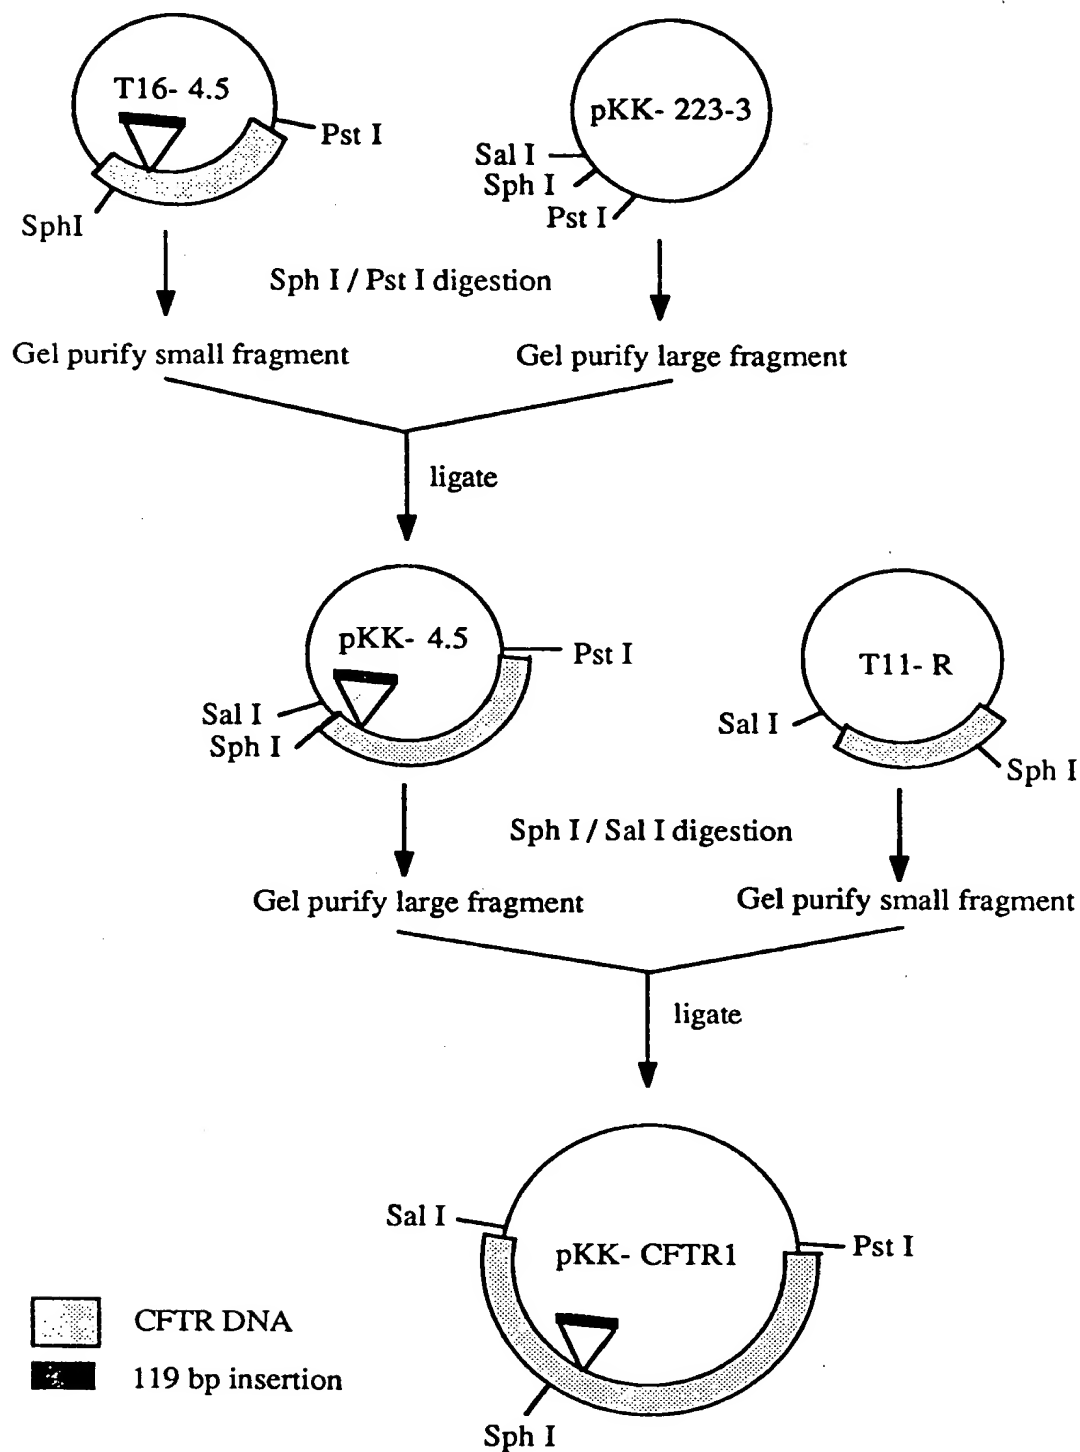 T16- 4.5
Pst I
SphI
pKK- 223-3
Sal I
Sph I
Pst I
Sph I / Pst I digestion
Gel purify small fragment
Gel purify large fragment
ligate
pKK- 4.5
Pst I
Sal I
Sph I
T11- R
Sal I
Sph I
Sph I / Sal I digestion
Gel purify large fragment
Gel purify small fragment
ligate
Sal I
pKK- CFTR1
Pst I
Sph I
CFTR DNA
119 bp insertion